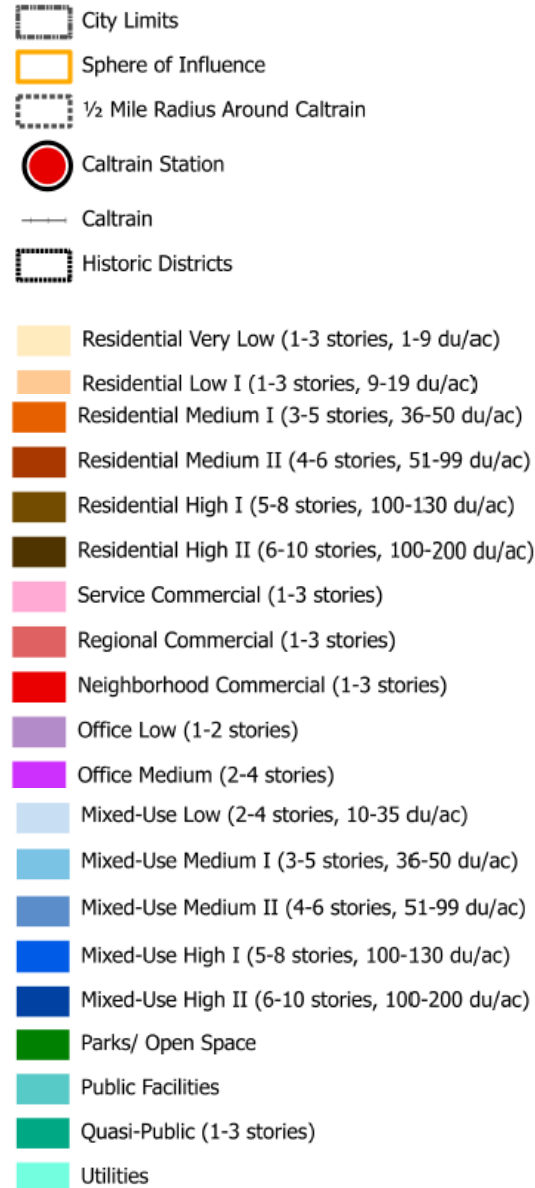 City Limits
Sphere of Influence
½ Mile Radius Around Caltrain
Caltrain Station
Caltrain
Historic Districts
Residential Very Low (1-3 stories, 1-9 du/ac)
Residential Low I (1-3 stories, 9-19 du/ac)
Residential Medium I (3-5 stories, 36-50 du/ac)
Residential Medium II (4-6 stories, 51-99 du/ac)
Residential High I (5-8 stories, 100-130 du/ac)
Residential High II (6-10 stories, 100-200 du/ac)
Service Commercial (1-3 stories)
Regional Commercial (1-3 stories)
Neighborhood Commercial (1-3 stories)
Office Low (1-2 stories)
Office Medium (2-4 stories)
Mixed-Use Low (2-4 stories, 10-35 du/ac)
Mixed-Use Medium I (3-5 stories, 36-50 du/ac)
Mixed-Use Medium II (4-6 stories, 51-99 du/ac)
Mixed-Use High I (5-8 stories, 100-130 du/ac)
Mixed-Use High II (6-10 stories, 100-200 du/ac)
Parks/ Open Space
Public Facilities
Quasi-Public (1-3 stories)
Utilities